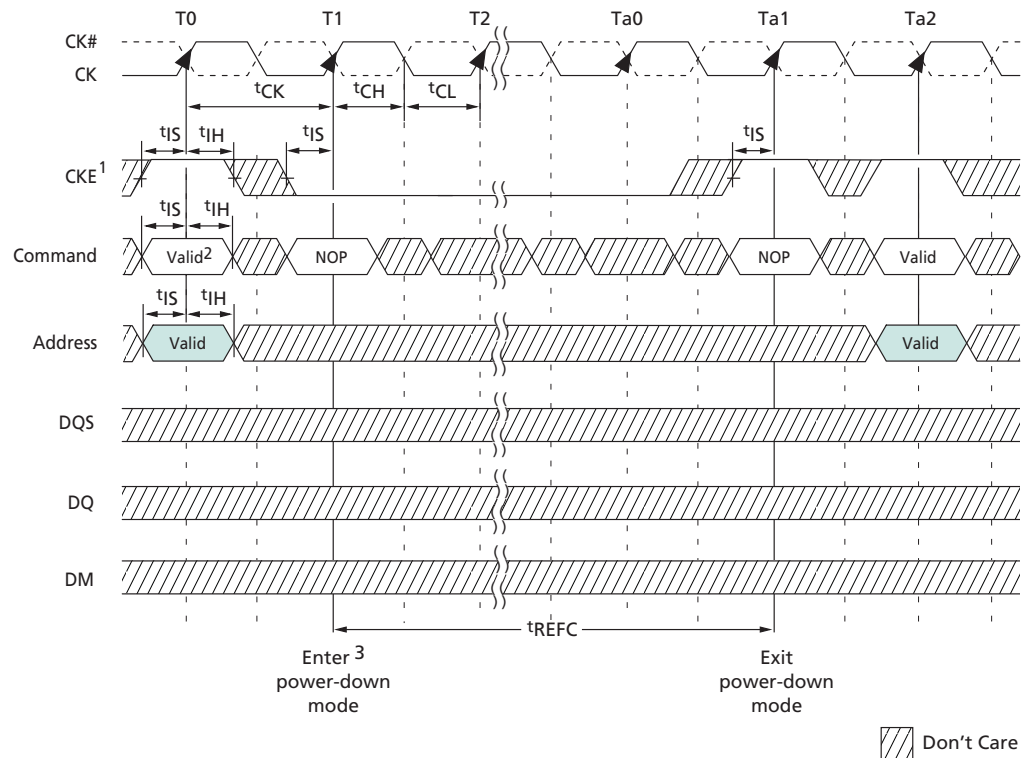 T0 T1 T2 Ta0 Ta1 Ta2
CK#
CK
tCK tCH tCL
tIS tIH tIS tIS
CKE1
tIS tIH
Command Valid2 NOP NOP Valid
tIS tIH
Address Valid Valid
DQS
DQ
DM
tREFC
Enter 3
power-down
mode
Exit
power-down
mode
Don't Care